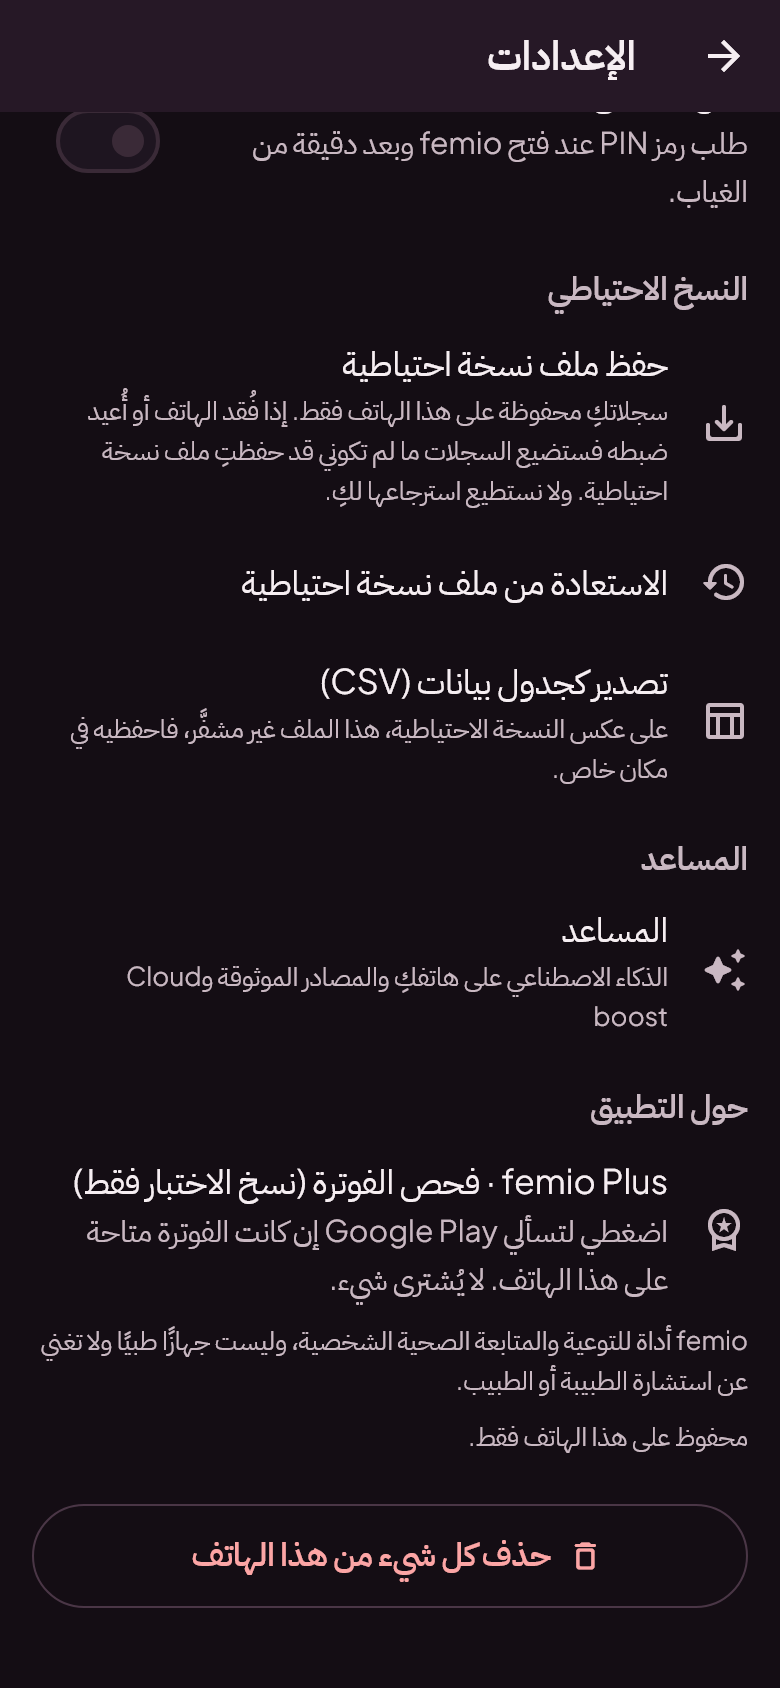 الإعدادات
طلب رمز PIN عند فتح femio وبعد دقيقة من
الغياب.
النسخ الاحتياطي
حفظ ملف نسخة احتياطية
سجلاتكِ محفوظة على هذا الهاتف فقط. إذا فُقد الهاتف أو أُعيد
ضبطه فستضيع السجلات ما لم تكوني قد حفظتِ ملف نسخة
احتياطية. ولا نستطيع استرجاعها لكِ.
الاستعادة من ملف نسخة احتياطية
تصدير كجدول بيانات (CSV)
على عكس النسخة الاحتياطية، هذا الملف غير مشفَّر، فاحفظيه في
مكان خاص.
المساعد
المساعد
الذكاء الاصطناعي على هاتفكِ والمصادر الموثوقة وCloud
boost
حول التطبيق
femio Plus · فحص الفوترة (نسخ الاختبار فقط)
اضغطي لتسألي Google Play إن كانت الفوترة متاحة
على هذا الهاتف. لا يُشترى شيء.
femio أداة للتوعية والمتابعة الصحية الشخصية، وليست جهازًا طبيًا ولا تغني
عن استشارة الطبيبة أو الطبيب.
محفوظ على هذا الهاتف فقط.
حذف كل شيء من هذا الهاتف